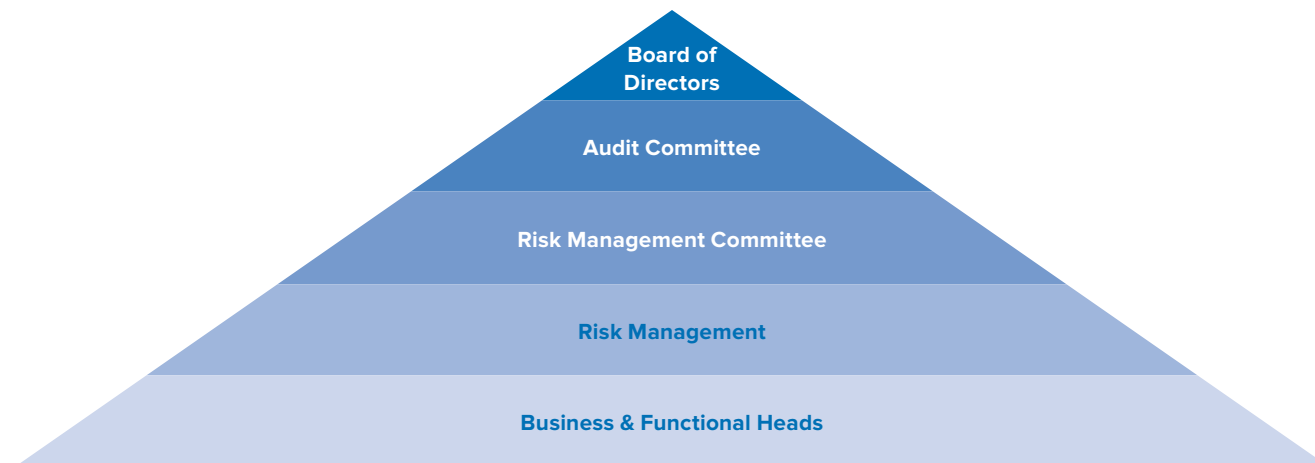 Board of
Directors
Audit Committee
Risk Management Committee
Risk Management
Business & Functional Heads